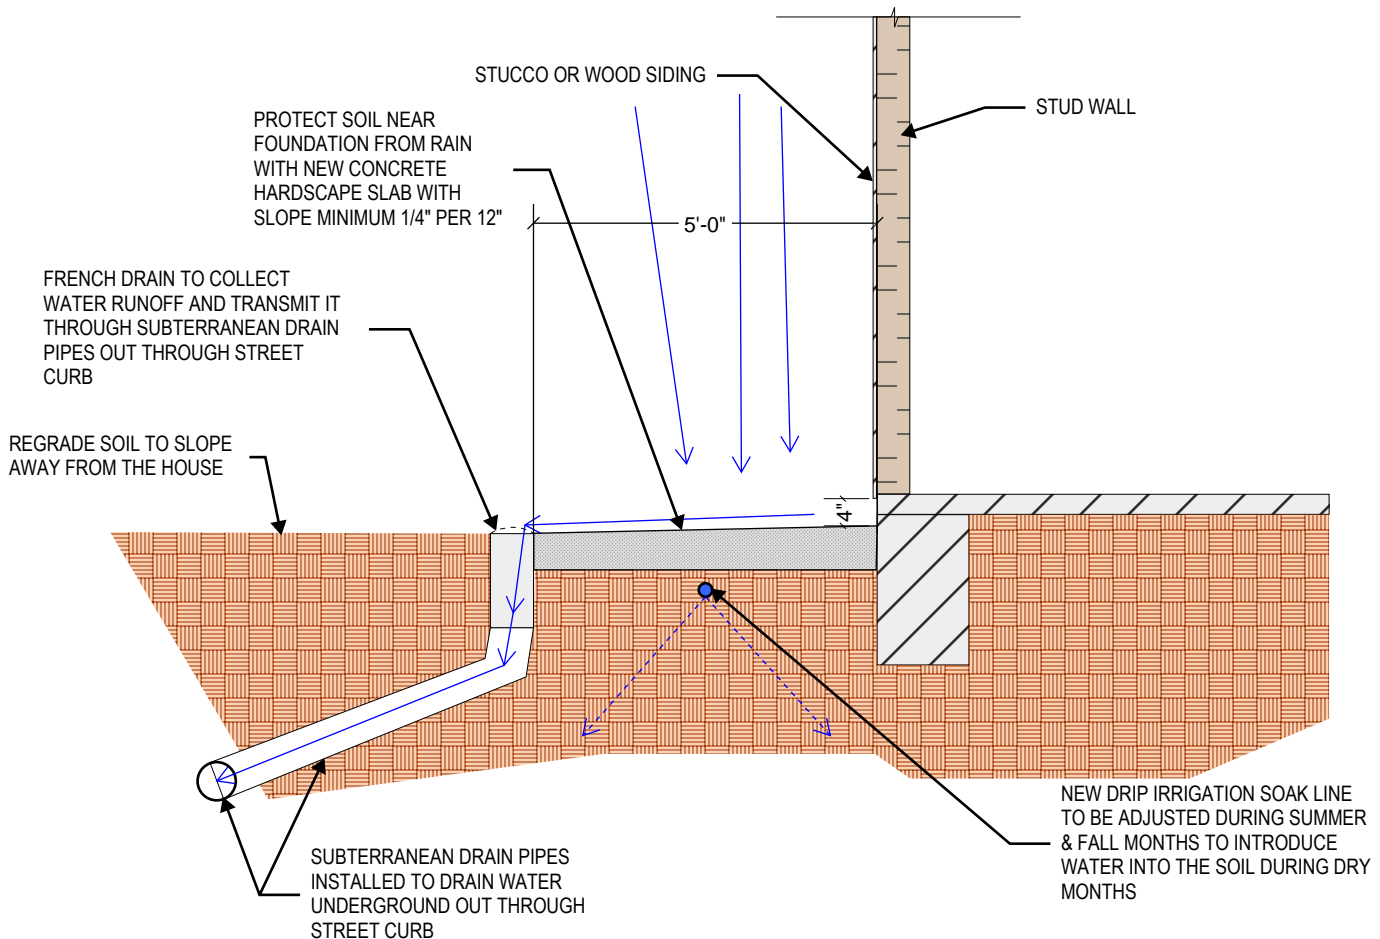 STUCCO OR WOOD SIDING
STUD WALL
PROTECT SOIL NEAR
FOUNDATION FROM RAIN
WITH NEW CONCRETE
HARDSCAPE SLAB WITH
SLOPE MINIMUM 1/4" PER 12"
5'-0"
FRENCH DRAIN TO COLLECT
WATER RUNOFF AND TRANSMIT IT
THROUGH SUBTERRANEAN DRAIN
PIPES OUT THROUGH STREET
CURB
REGRADE SOIL TO SLOPE
AWAY FROM THE HOUSE
4"
NEW DRIP IRRIGATION SOAK LINE
TO BE ADJUSTED DURING SUMMER
& FALL MONTHS TO INTRODUCE
WATER INTO THE SOIL DURING DRY
MONTHS
SUBTERRANEAN DRAIN PIPES
INSTALLED TO DRAIN WATER
UNDERGROUND OUT THROUGH
STREET CURB